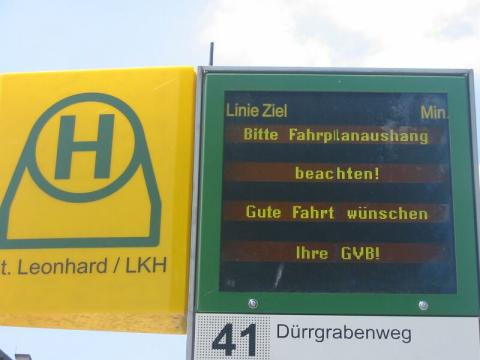 H
t. Leonhard / LKH
Linie Ziel Min.
Bitte Fahrplanaushang
beachten!
Gute Fahrt wünschen
Ihre GVB!
41 Dürrgrabenweg